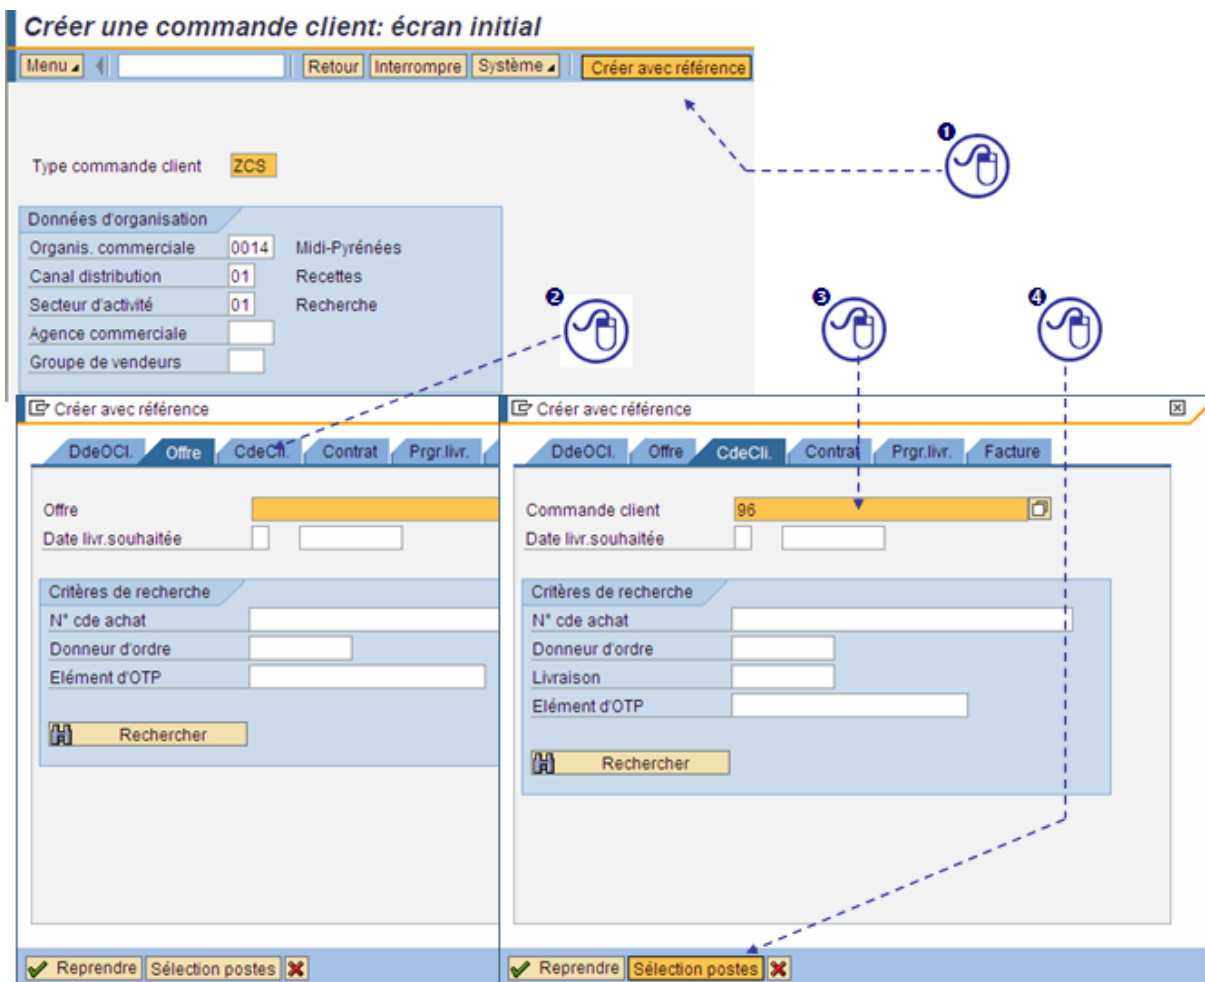 Créer une commande client: écran initial
Menu Retour Interrompre Système Créer avec référence
❶
Type commande client ZCS
Données d'organisation
Organis. commerciale 0014 Midi-Pyrénées
Canal distribution 01 Recettes
Secteur d'activité 01 Recherche
Agence commerciale
Groupe de vendeurs
❷ ❸ ❹
Créer avec référence
DdeOCl. Offre CdeCli. Contrat Prgr.livr.
Offre
Date livr.souhaitée
Critères de recherche
N° cde achat
Donneur d'ordre
Elément d'OTP
Rechercher
Reprendre Sélection postes
Créer avec référence
DdeOCl. Offre CdeCli. Contrat Prgr.livr. Facture
Commande client 96
Date livr.souhaitée
Critères de recherche
N° cde achat
Donneur d'ordre
Livraison
Elément d'OTP
Rechercher
Reprendre Sélection postes